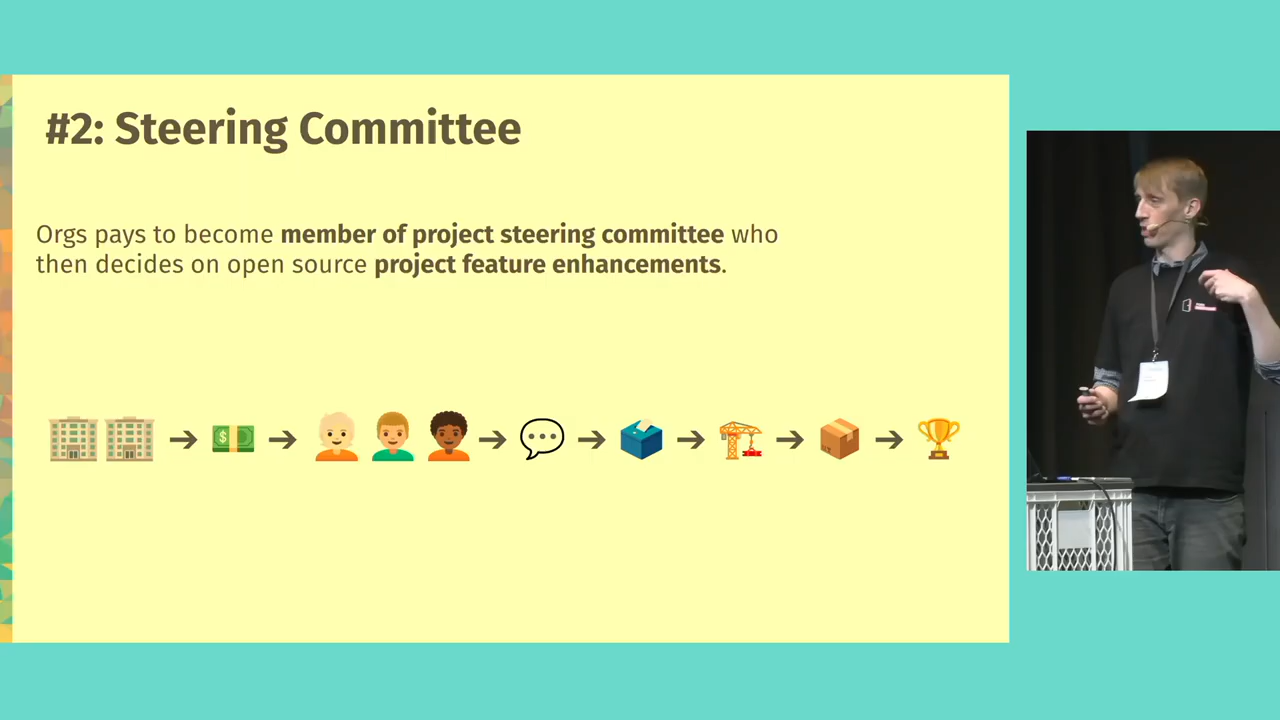 #2: Steering Committee
Orgs pays to become member of project steering committee who
then decides on open source project feature enhancements.